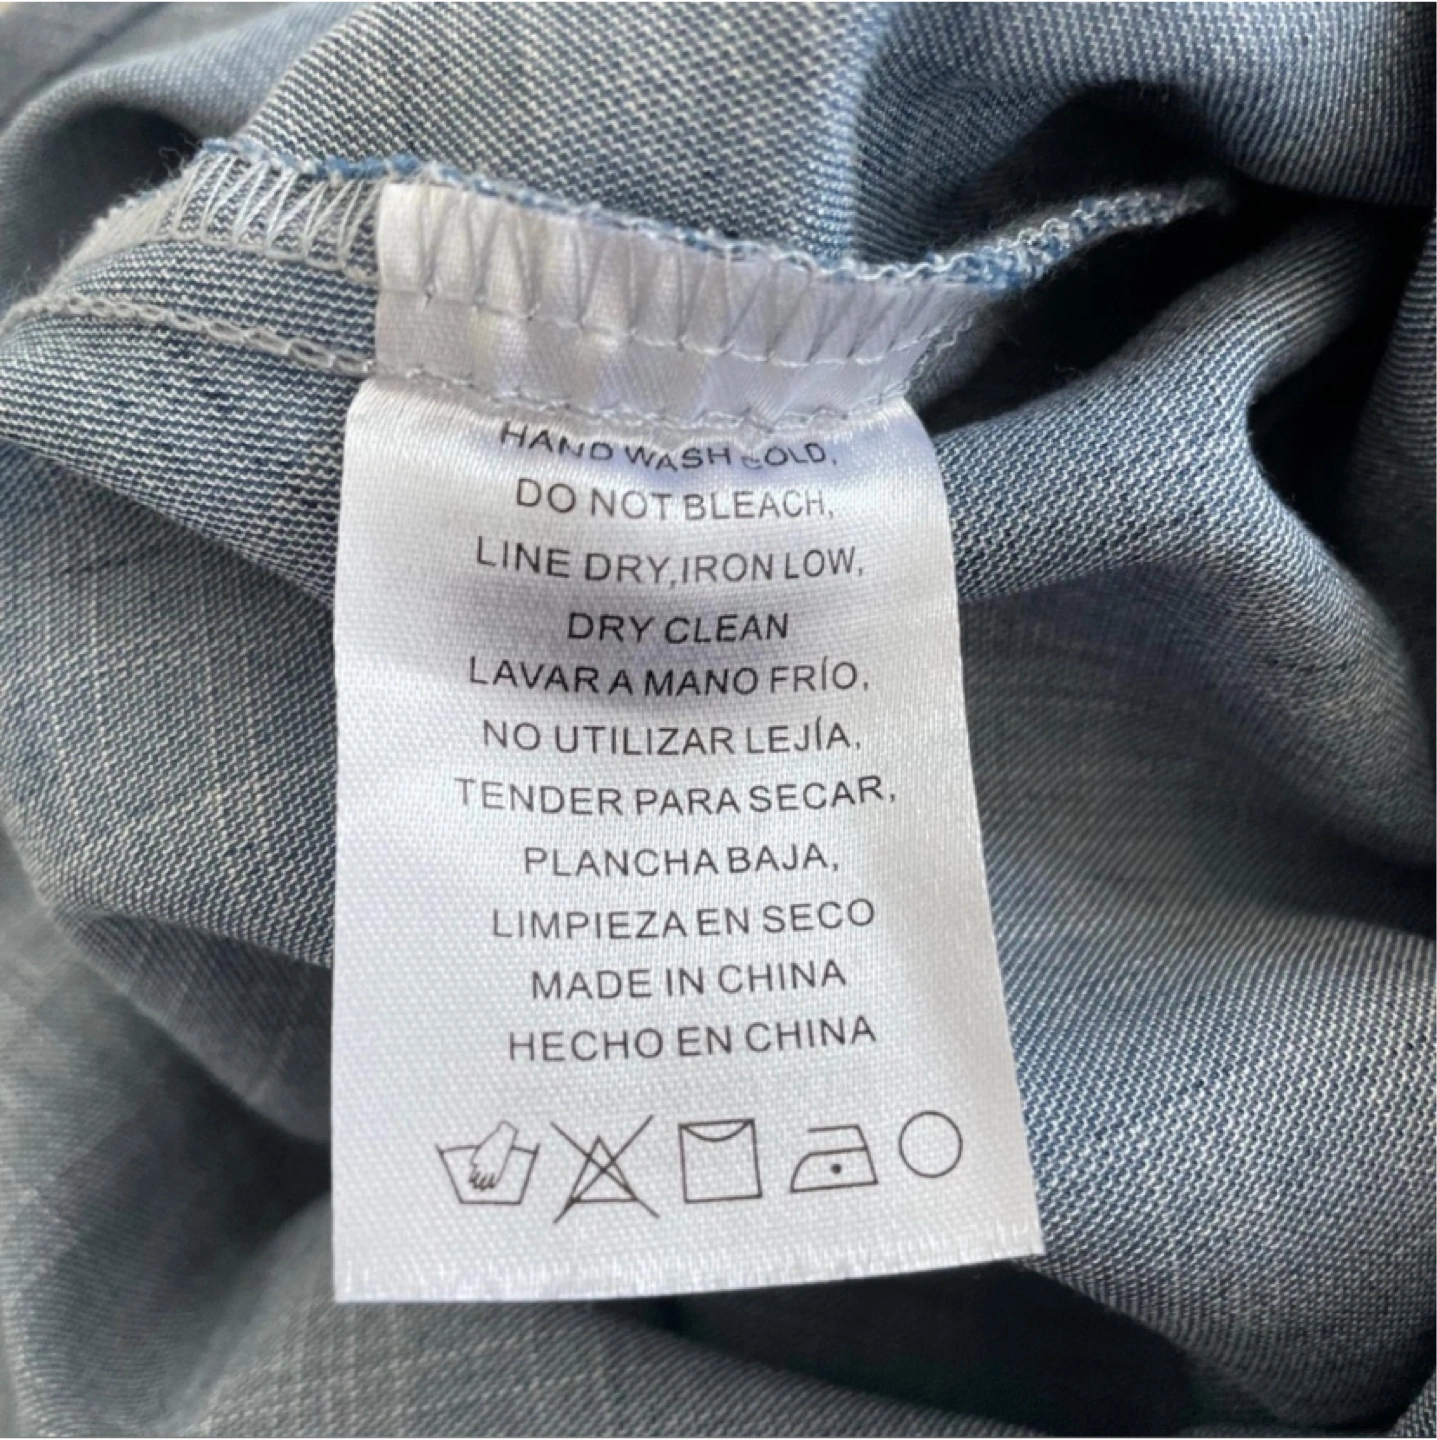 HAND WASH COLD,
DO NOT BLEACH,
LINE DRY,IRON LOW,
DRY CLEAN
LAVAR A MANO FRÍO,
NO UTILIZAR LEJÍA,
TENDER PARA SECAR,
PLANCHA BAJA,
LIMPIEZA EN SECO
MADE IN CHINA
HECHO EN CHINA